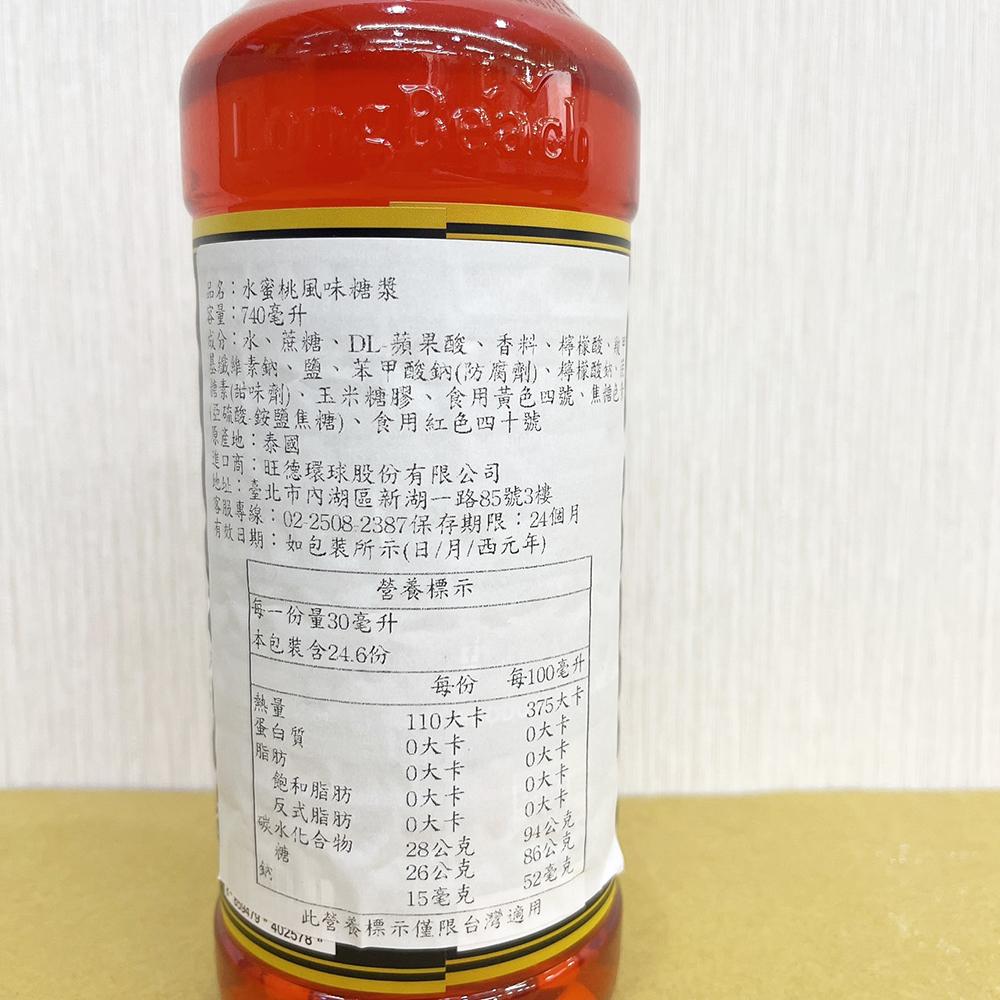 LongBeach
品名：水蜜桃風味糖漿
容量：740毫升
成分：水、蔗糖、DL-蘋果酸、香料、檸檬酸、羧甲
基纖維素鈉、鹽、苯甲酸鈉(防腐劑)、檸檬酸鈉、
糖素(甜味劑)、玉米糖膠、食用黃色四號、焦糖色
(亞硫酸-銨鹽焦糖)、食用紅色四十號
原產地：泰國
進口商：旺德環球股份有限公司
地址：臺北市內湖區新湖一路85號3樓
客服專線：02-2508-2387保存期限：24個月
有效日期：如包裝所示(日/月/西元年)
營養標示
每一份量30毫升
本包裝含24.6份
每份 每100毫升
熱量 110大卡 375大卡
蛋白質 0大卡 0大卡
脂肪 0大卡 0大卡
飽和脂肪 0大卡 0大卡
反式脂肪 0大卡 0大卡
碳水化合物 28公克 94公克
糖 26公克 86公克
鈉 15毫克 52毫克
此營養標示僅限台灣適用
859479 402578